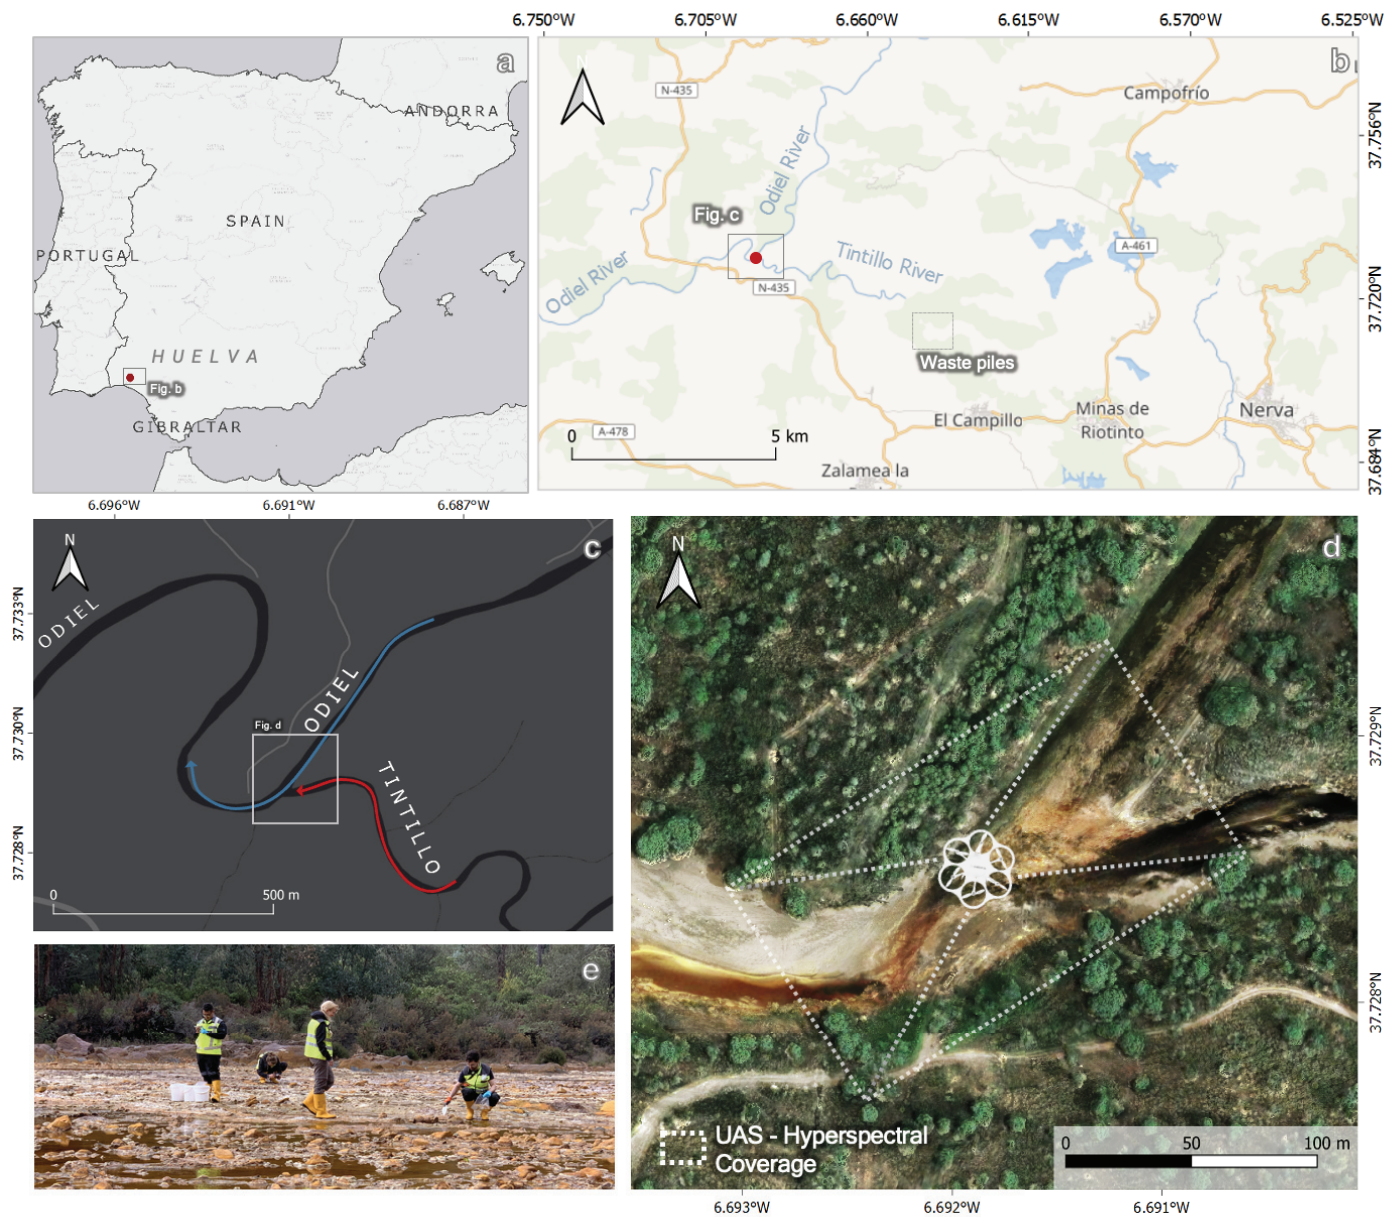 6.750°W 6.705°W 6.660°W 6.615°W 6.570°W 6.525°W
a
ANDORRA
SPAIN
PORTUGAL
HUELVA
Fig. b
GIBRALTAR
b
N-435
Campofrío
37.756°N
Odiel River
Fig. c
A-461
Tintillo River
Odiel River
N-435
37.720°N
Waste piles
El Campillo
Minas de
Riotinto
Nerva
0 5 km
A-478
Zalamea la
37.684°N
6.696°W 6.691°W 6.687°W
N
c
37.733°N
ODIEL
ODIEL
Fig. d
37.730°N
TINTILLO
37.728°N
0 500 m
N
d
37.729°N
37.728°N
UAS - Hyperspectral
Coverage
0 50 100 m
6.693°W 6.692°W 6.691°W
e